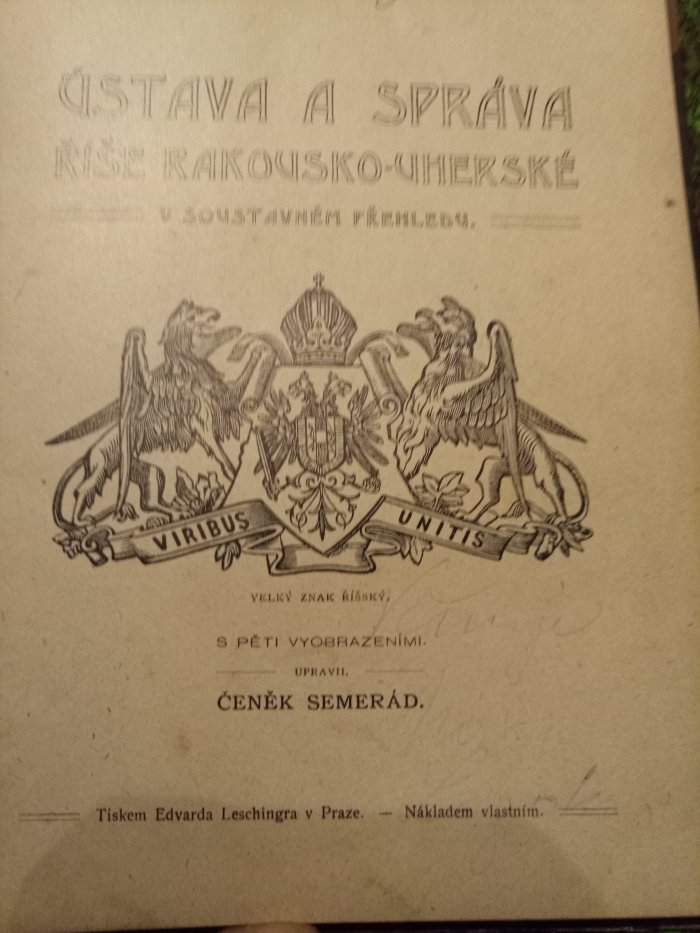 ÚSTAVA A SPRÁVA
ŘÍŠE RAKOUSKO-UHERSKÉ
V SOUSTAVNÉM PŘEHLEDU.
VIRIBUS UNITIS
VELKÝ ZNAK ŘÍŠSKÝ.
S PĚTI VYOBRAZENÍMI.
UPRAVIL
ČENĚK SEMERÁD.
Tiskem Edvarda Leschingra v Praze. — Nákladem vlastním.